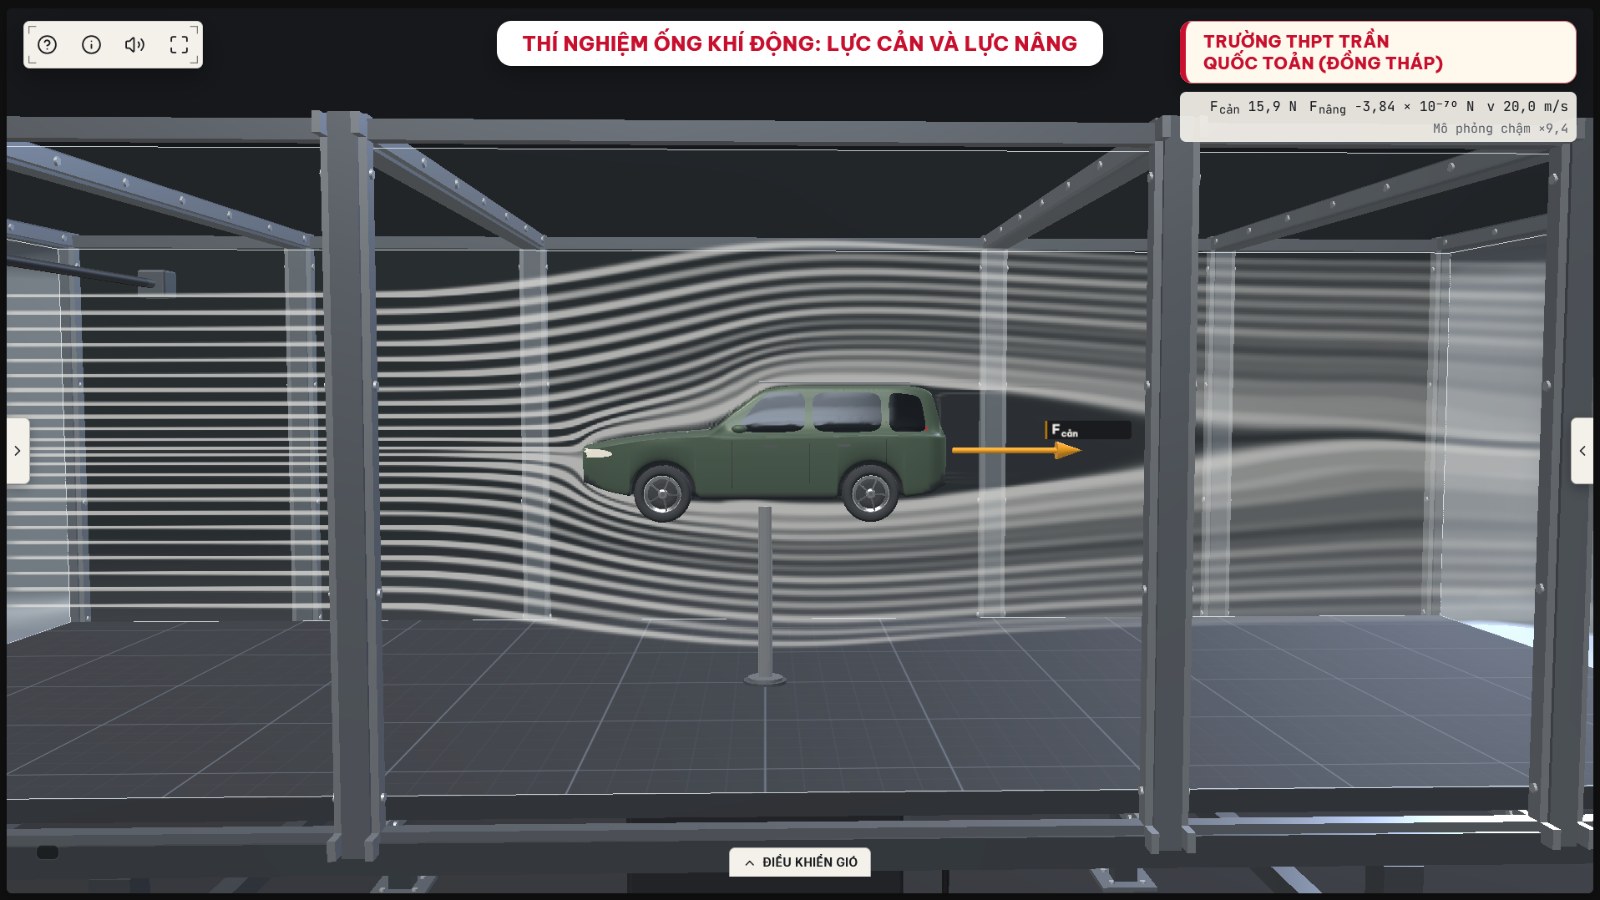 THÍ NGHIỆM ỐNG KHÍ ĐỘNG: LỰC CẢN VÀ LỰC NÂNG
TRƯỜNG THPT TRẦN
QUỐC TOẢN (ĐỒNG THÁP)
Fcản 15,9 N Fnâng -3,84 × 10⁻⁷⁰ N v 20,0 m/s
Mô phỏng chậm ×9,4
Fcản
ĐIỀU KHIỂN GIÓ